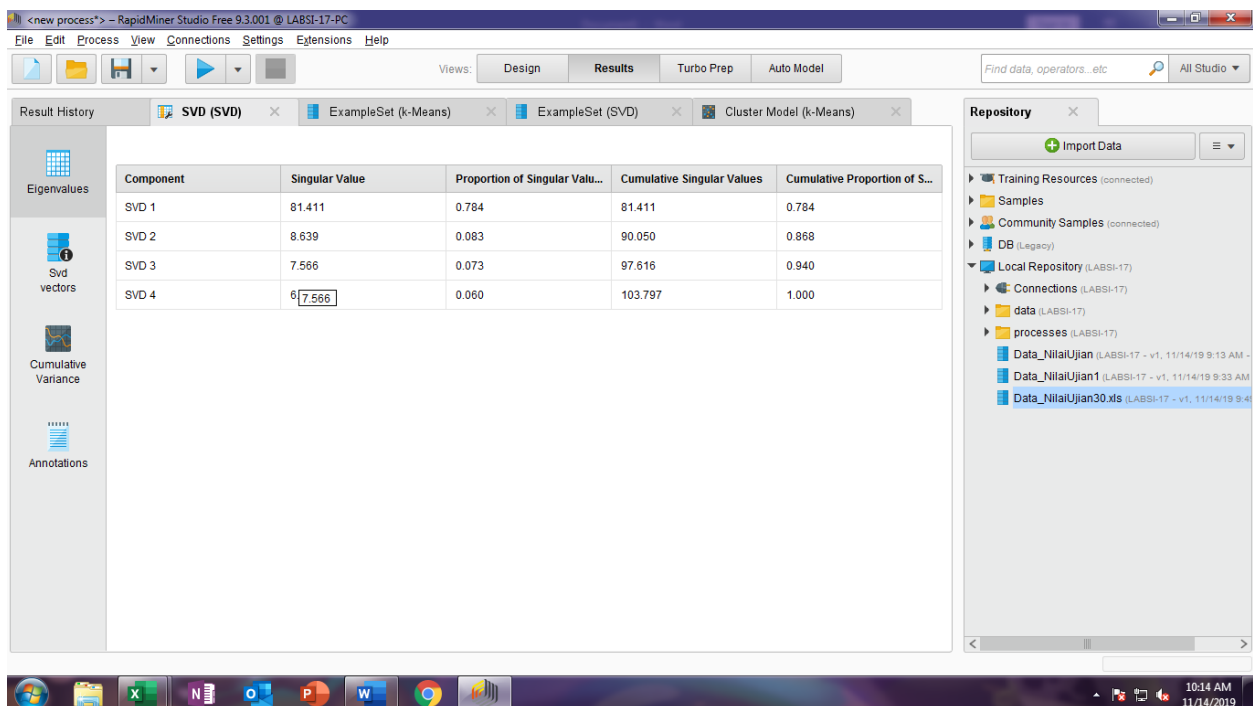 <new process*> – RapidMiner Studio Free 9.3.001 @ LABSI-17-PC
File Edit Process View Connections Settings Extensions Help
Views: Design Results Turbo Prep Auto Model Find data, operators...etc All Studio
Result History SVD (SVD) ExampleSet (k-Means) ExampleSet (SVD) Cluster Model (k-Means)
Eigenvalues
Svd
vectors
Cumulative
Variance
Annotations
Component Singular Value Proportion of Singular Valu... Cumulative Singular Values Cumulative Proportion of S...
SVD 1 81.411 0.784 81.411 0.784
SVD 2 8.639 0.083 90.050 0.868
SVD 3 7.566 0.073 97.616 0.940
SVD 4 7.566 0.060 103.797 1.000
Repository
Import Data
Training Resources (connected)
Samples
Community Samples (connected)
DB (Legacy)
Local Repository (LABSI-17)
Connections (LABSI-17)
data (LABSI-17)
processes (LABSI-17)
Data_NilaiUjian (LABSI-17 - v1, 11/14/19 9:13 AM -
Data_NilaiUjian1 (LABSI-17 - v1, 11/14/19 9:33 AM
Data_NilaiUjian30.xls (LABSI-17 - v1, 11/14/19 9:4
10:14 AM
11/14/2019